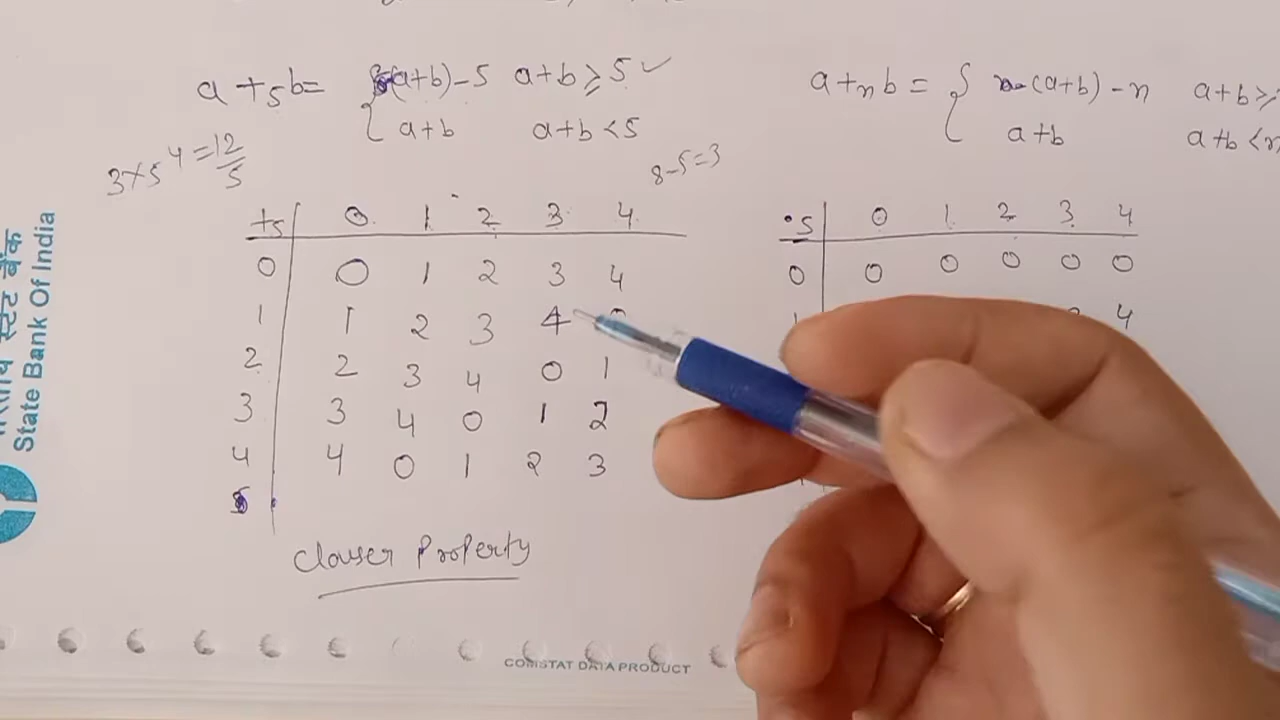 a +₅ b = { (a+b) - 5   a+b ≥ 5 ✓
a+b   a+b < 5
a +ₙ b = { (a+b) - n   a+b ≥
a+b   a+b < n
3 ×₅ 4 = 12/5
8-5=3
+₅ | 0 1 2 3 4
0 | 0 1 2 3 4
1 | 1 2 3 4
2 | 2 3 4 0 1
3 | 3 4 0 1 2
4 | 4 0 1 2 3
Clouser Property
·₅ | 0 1 2 3 4
0 | 0 0 0 0 0
4
स्टेट बैंक
State Bank Of India
COMSTAT DATA PRODUCT